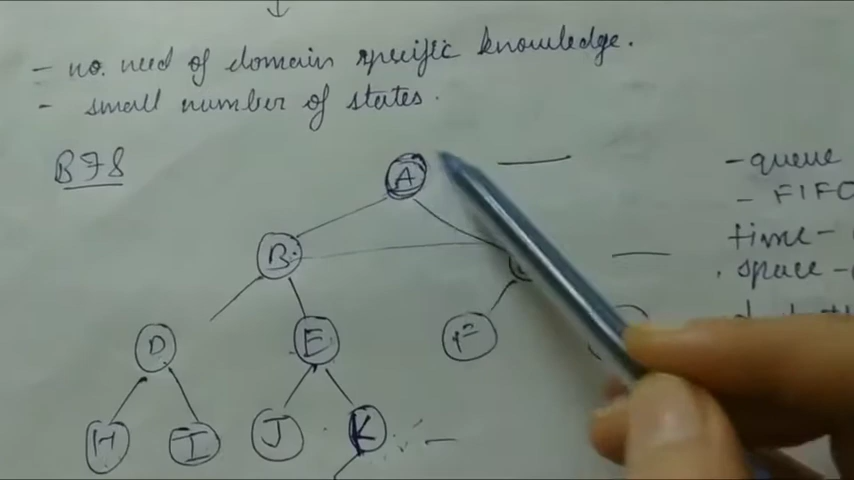 - no. need of domain specific knowledge.
- small number of states.
BFS
A
- queue
- FIFO
B
time -
space -
D
E
F
H
I
J
K